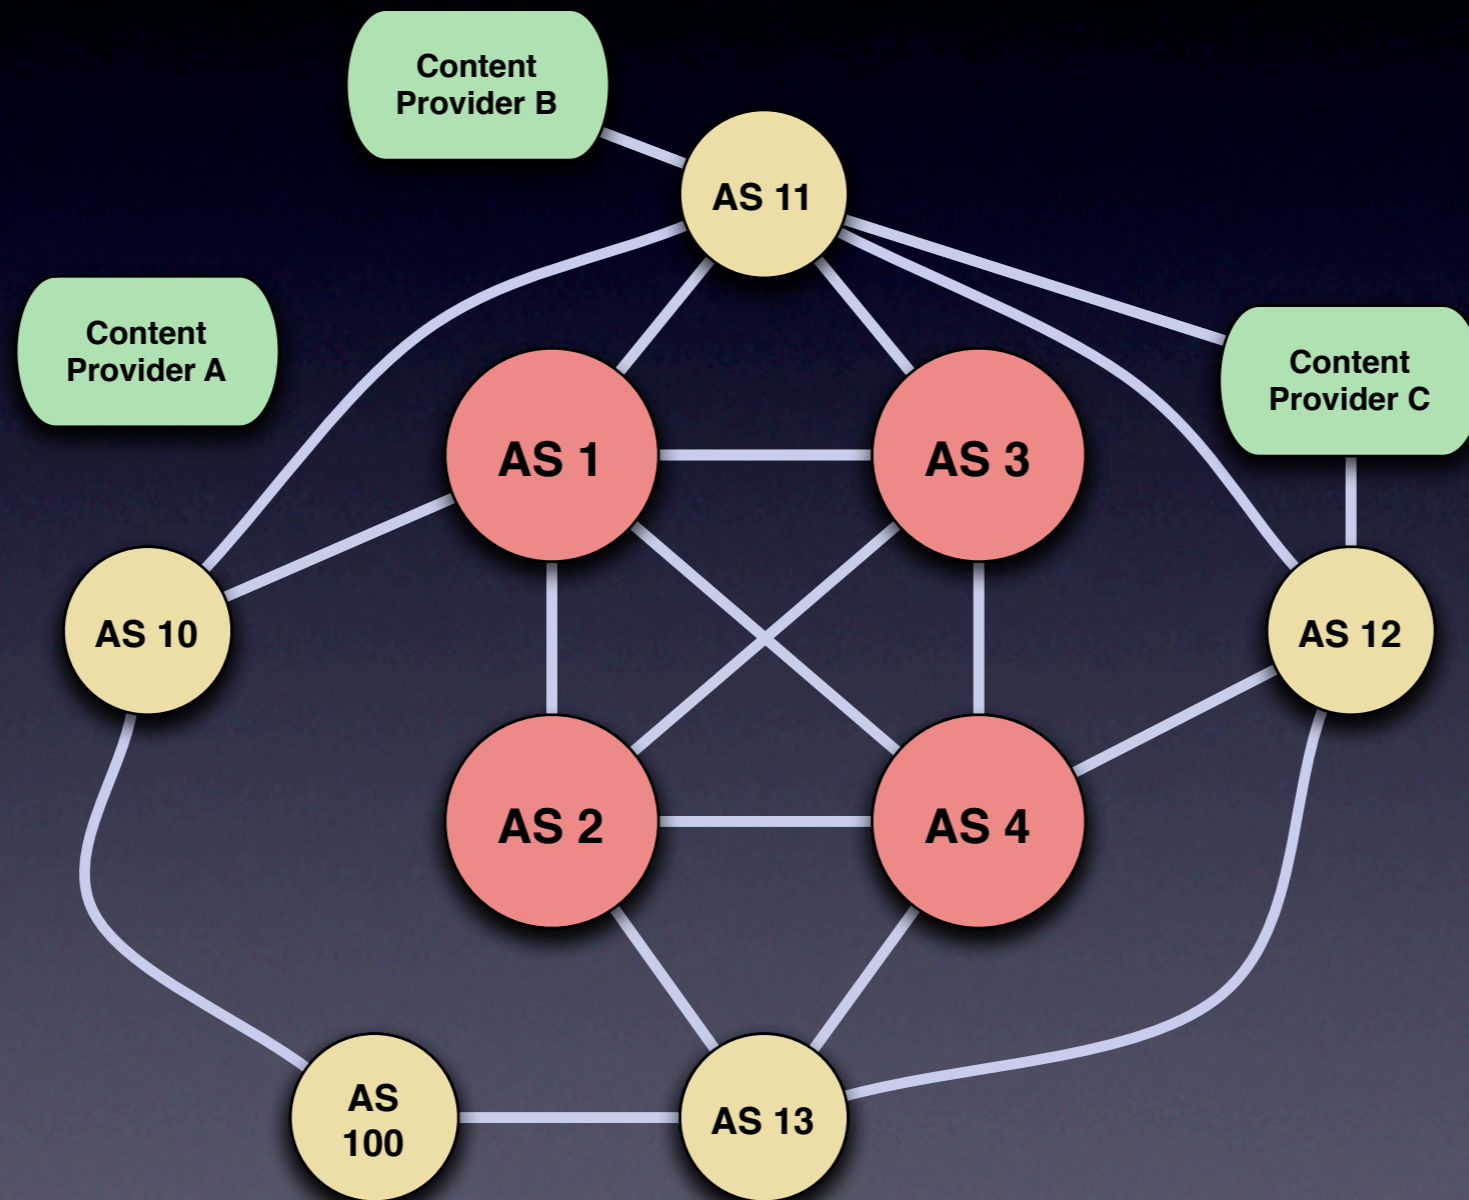 Content
Provider B
AS 11
Content
Provider A
Content
Provider C
AS 1
AS 3
AS 10
AS 12
AS 2
AS 4
AS
100
AS 13